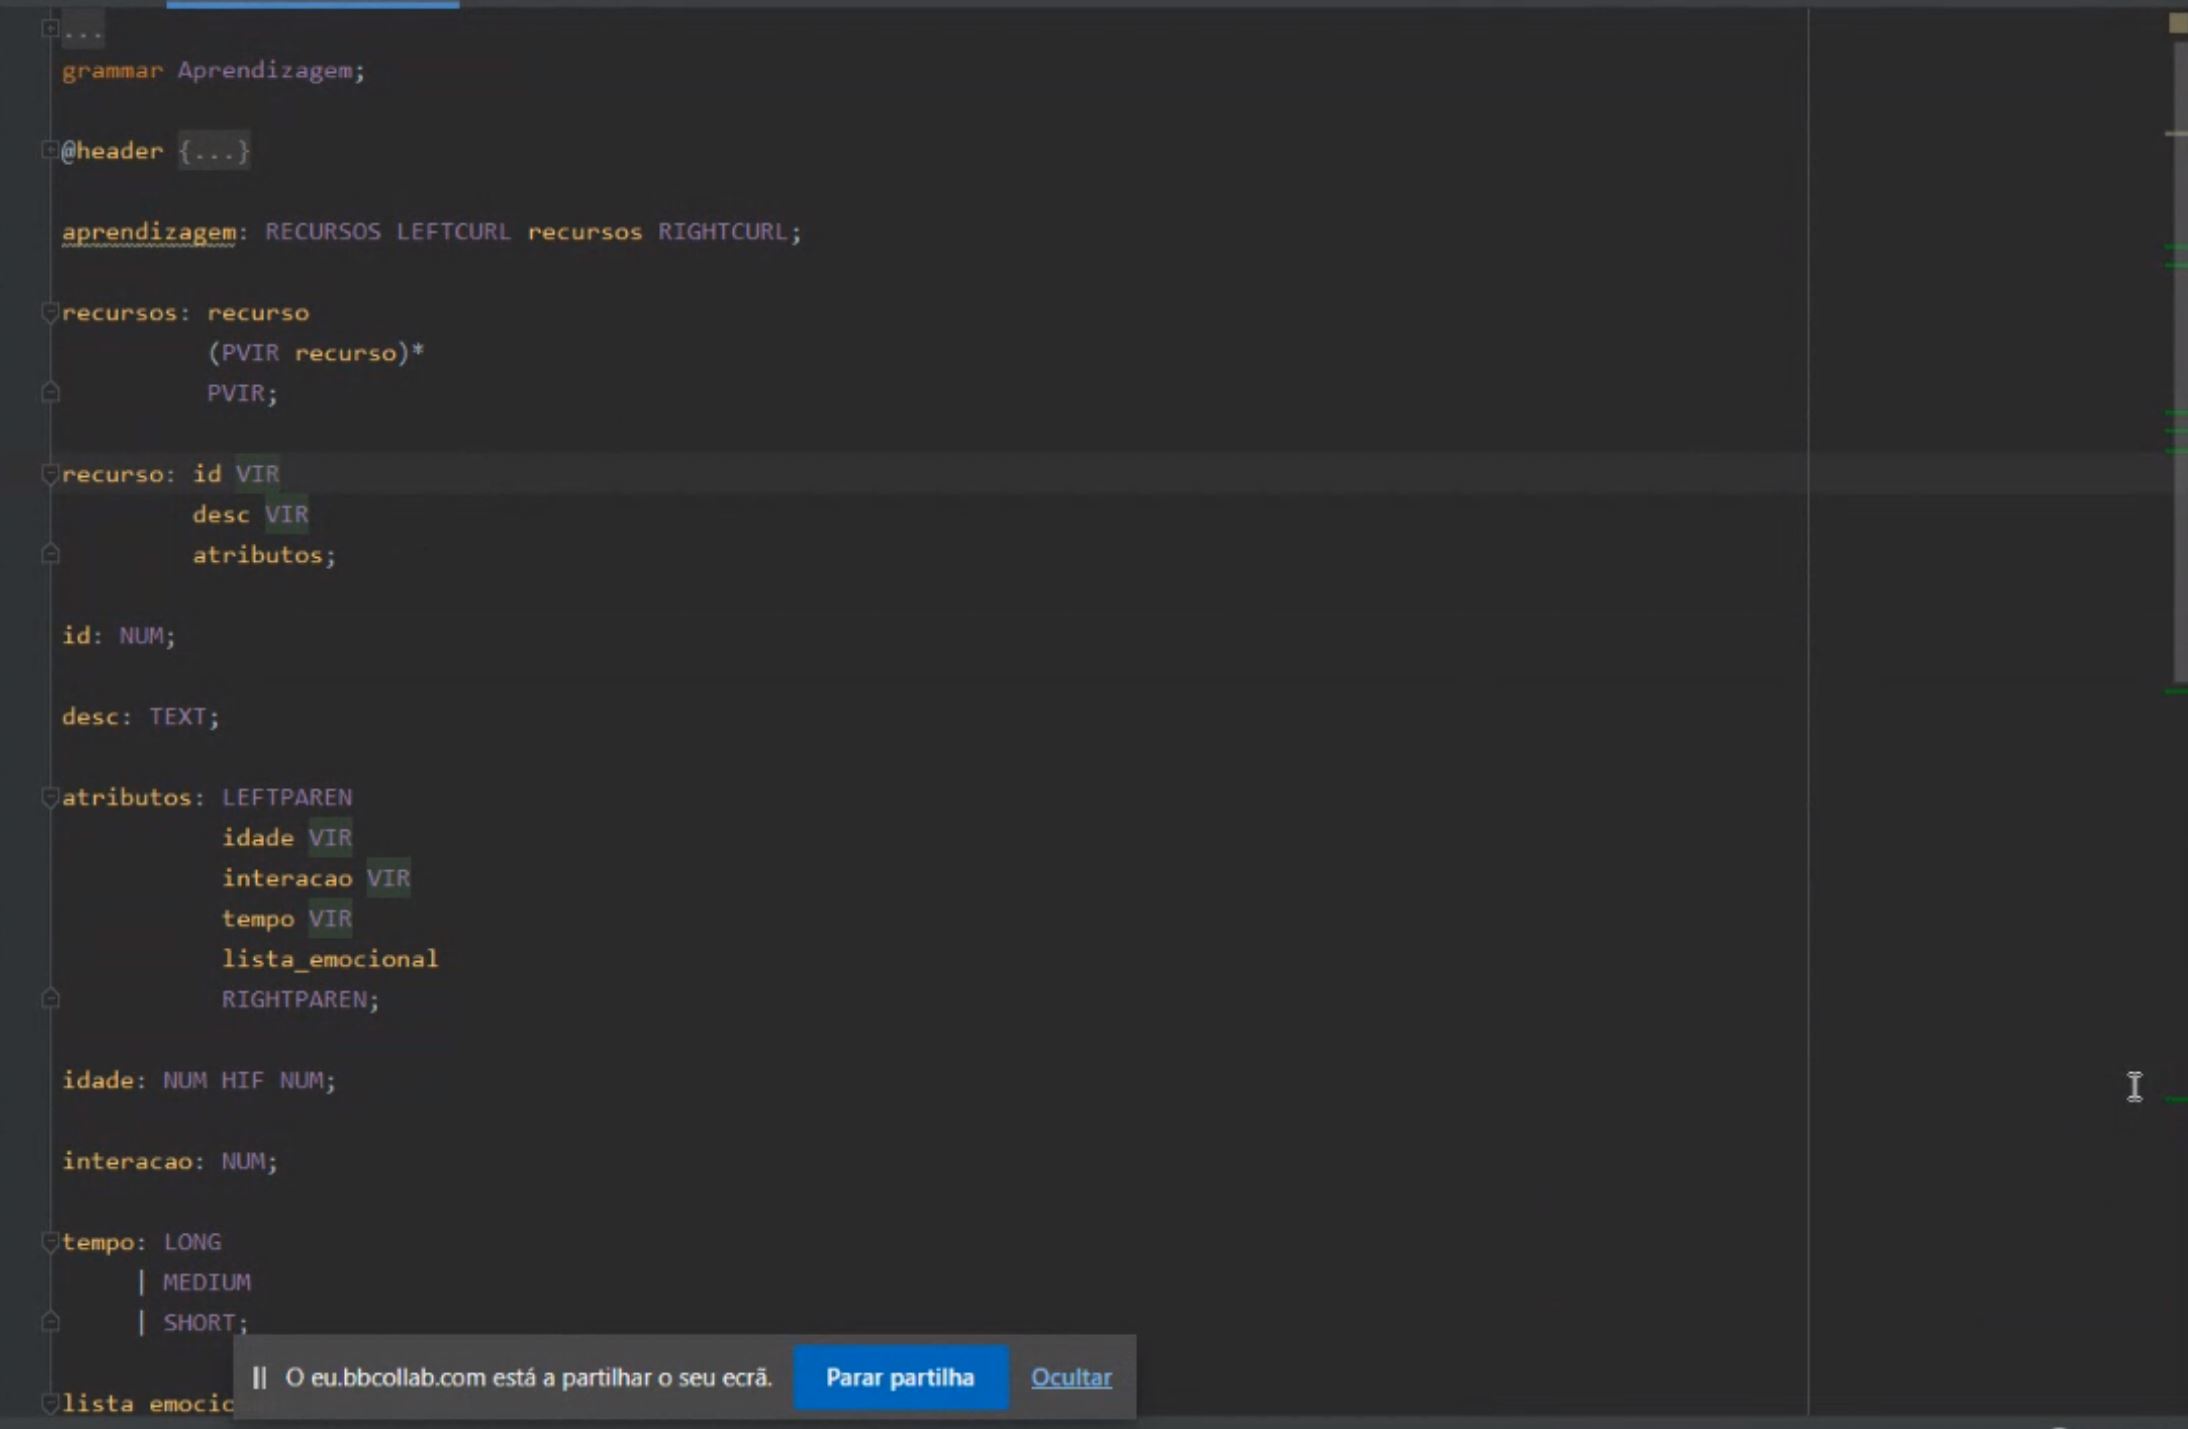 ...
grammar Aprendizagem;
@header {...}
aprendizagem: RECURSOS LEFTCURL recursos RIGHTCURL;
recursos: recurso
(PVIR recurso)*
PVIR;
recurso: id VIR
desc VIR
atributos;
id: NUM;
desc: TEXT;
atributos: LEFTPAREN
idade VIR
interacao VIR
tempo VIR
lista_emocional
RIGHTPAREN;
idade: NUM HIF NUM;
interacao: NUM;
tempo: LONG
| MEDIUM
| SHORT;
O eu.bbcollab.com está a partilhar o seu ecrã. Parar partilha Ocultar
lista